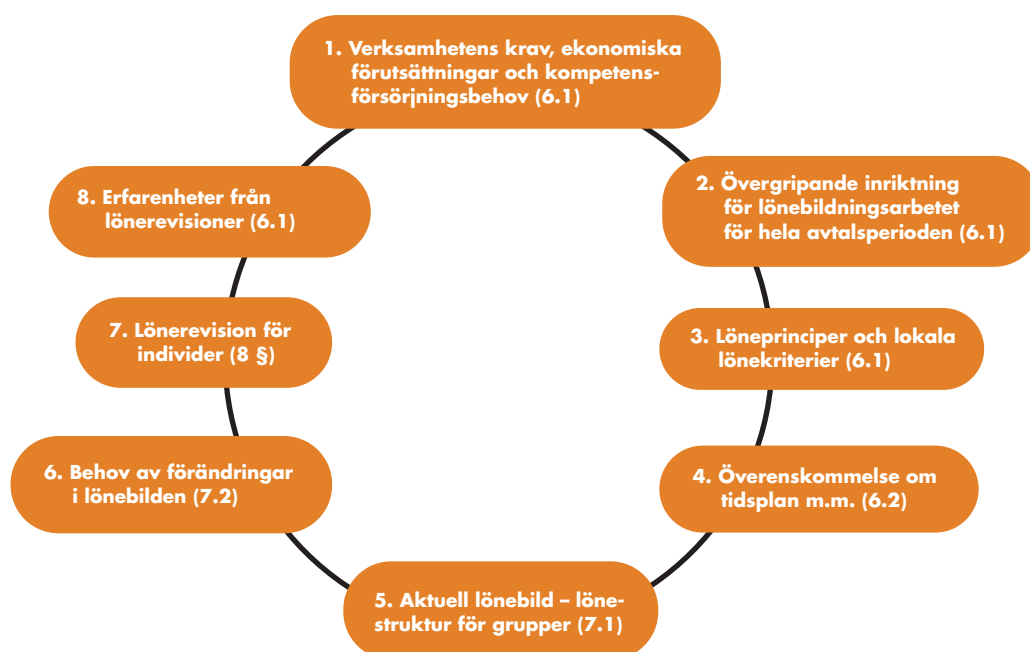 1. Verksamhetens krav, ekonomiska
förutsättningar och kompetens-
försörjningsbehov (6.1)
2. Övergripande inriktning
för lönebildningsarbetet
för hela avtalsperioden (6.1)
3. Löneprinciper och lokala
lönekriterier (6.1)
4. Överenskommelse om
tidsplan m.m. (6.2)
5. Aktuell lönebild – löne-
struktur för grupper (7.1)
6. Behov av förändringar
i lönebilden (7.2)
7. Lönerevision för
individer (8 §)
8. Erfarenheter från
lönerevisioner (6.1)